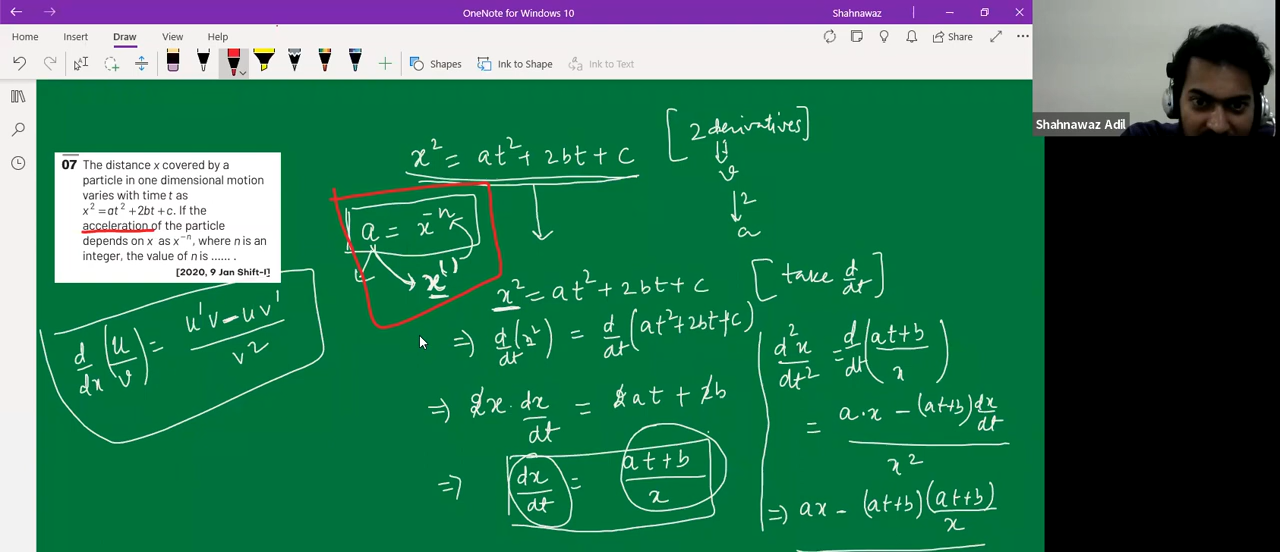 OneNote for Windows 10
Shahnawaz
Home Insert Draw View Help
Share
Shapes Ink to Shape Ink to Text
Shahnawaz Adil
07 The distance x covered by a
particle in one dimensional motion
varies with time t as
x² = at² + 2bt + c. If the
acceleration of the particle
depends on x as x⁻ⁿ, where n is an
integer, the value of n is ......
[2020, 9 Jan Shift-I]
d/dx (u/v) = (u'v - uv')/v²
x² = at² + 2bt + c
[2 derivatives]
v
2
a
a = x⁻ⁿ
x⁽ ⁾
x² = at² + 2bt + c [take d/dt]
⇒ d/dt (x²) = d/dt (at² + 2bt + c)
⇒ 2x · dx/dt = 2at + 2b
⇒ dx/dt = (at+b)/x
d²x/dt² = d/dt ((at+b)/x)
= (a·x - (at+b) dx/dt)/x²
⇒ ax - (at+b) ((at+b)/x)